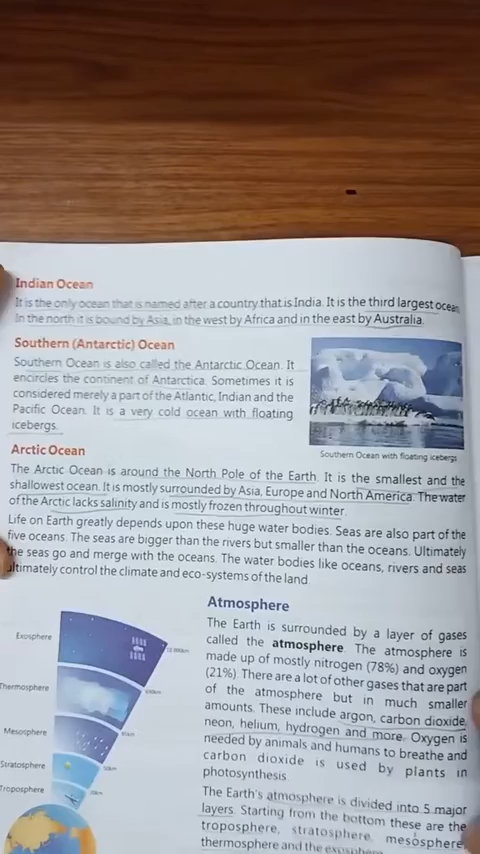 Indian Ocean
It is the only ocean that is named after a country that is India. It is the third largest ocean
In the north it is bound by Asia, in the west by Africa and in the east by Australia.
Southern (Antarctic) Ocean
Southern Ocean is also called the Antarctic Ocean. It
encircles the continent of Antarctica. Sometimes it is
considered merely a part of the Atlantic, Indian and the
Pacific Ocean. It is a very cold ocean with floating
icebergs.
Southern Ocean with floating icebergs
Arctic Ocean
The Arctic Ocean is around the North Pole of the Earth. It is the smallest and the
shallowest ocean. It is mostly surrounded by Asia, Europe and North America. The water
of the Arctic lacks salinity and is mostly frozen throughout winter.
Life on Earth greatly depends upon these huge water bodies. Seas are also part of the
five oceans. The seas are bigger than the rivers but smaller than the oceans. Ultimately
the seas go and merge with the oceans. The water bodies like oceans, rivers and seas
ultimately control the climate and eco-systems of the land.
Exosphere
Thermosphere
Mesosphere
Stratosphere
Troposphere
Atmosphere
The Earth is surrounded by a layer of gases
called the atmosphere. The atmosphere is
made up of mostly nitrogen (78%) and oxygen
(21%). There are a lot of other gases that are part
of the atmosphere but in much smaller
amounts. These include argon, carbon dioxide,
neon, helium, hydrogen and more. Oxygen is
needed by animals and humans to breathe and
carbon dioxide is used by plants in
photosynthesis.
The Earth's atmosphere is divided into 5 major
layers. Starting from the bottom these are the
troposphere, stratosphere, mesosphere,
thermosphere and the exosphere